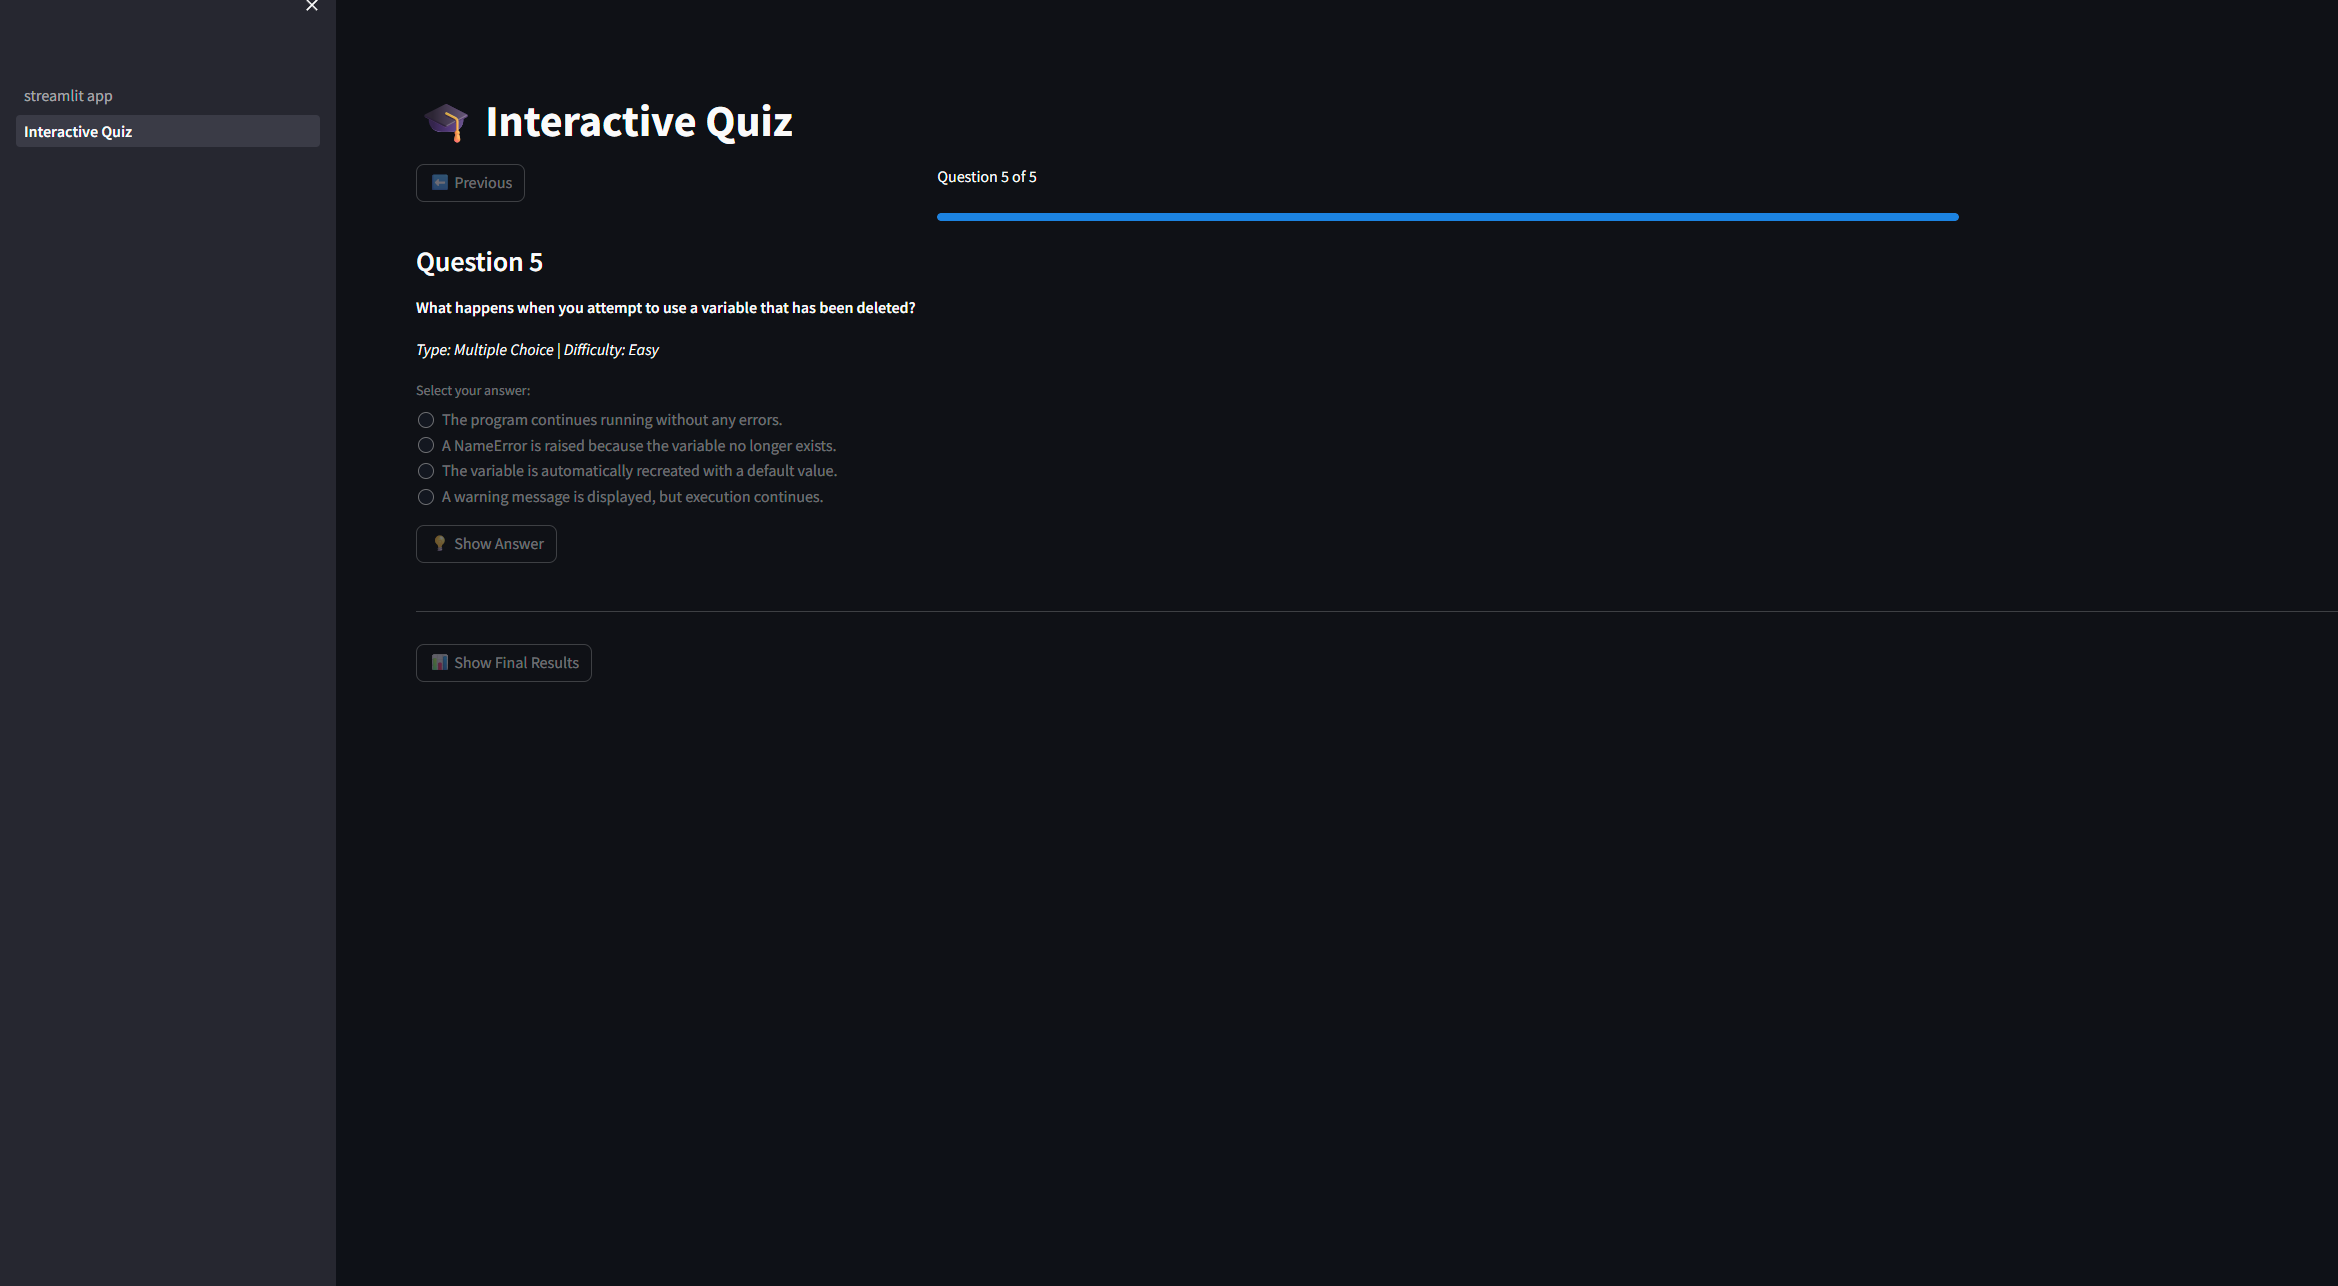 streamlit app
Interactive Quiz
Interactive Quiz
Previous
Question 5 of 5
Question 5
What happens when you attempt to use a variable that has been deleted?
Type: Multiple Choice | Difficulty: Easy
Select your answer:
The program continues running without any errors.
A NameError is raised because the variable no longer exists.
The variable is automatically recreated with a default value.
A warning message is displayed, but execution continues.
Show Answer
Show Final Results